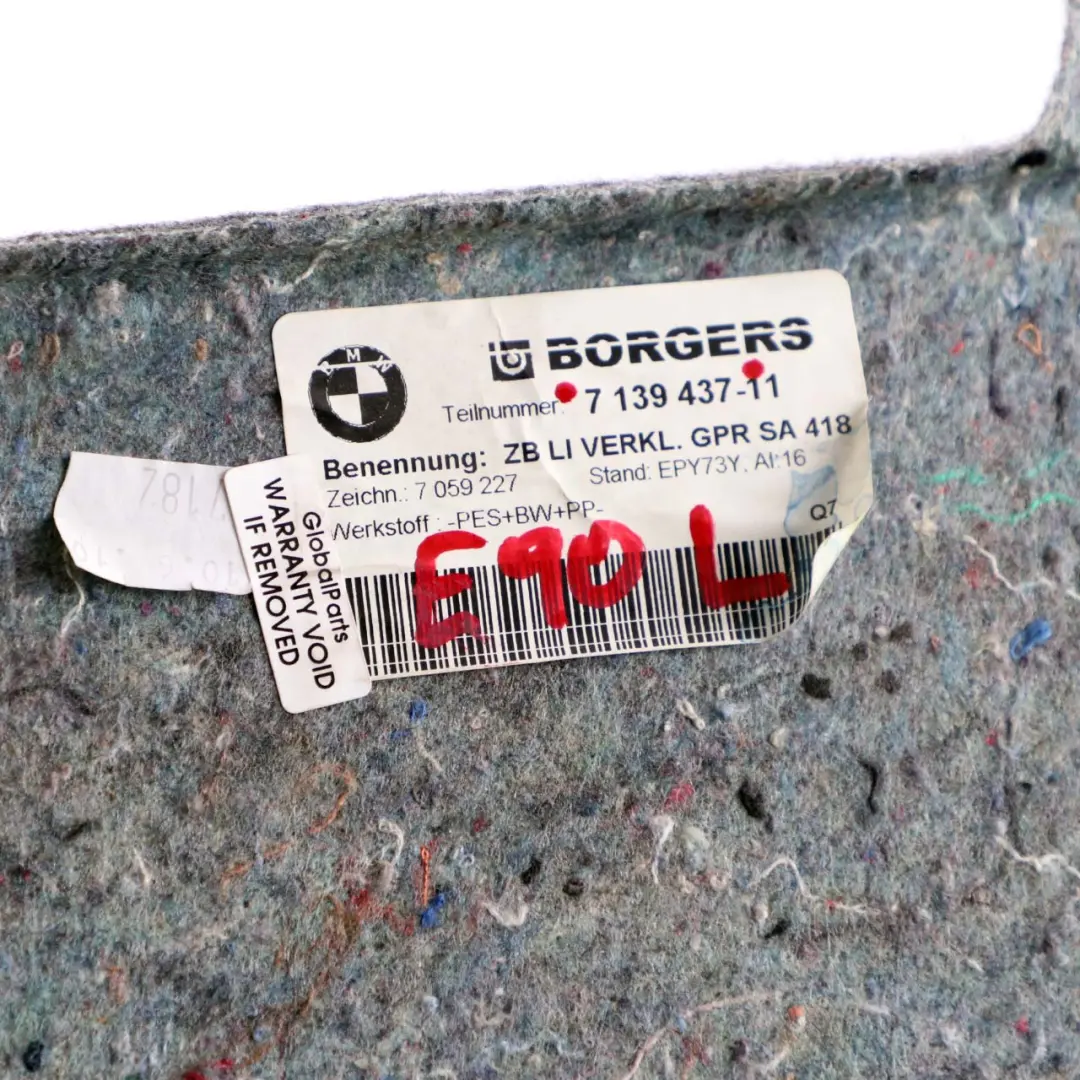 BORGERS
Teilnummer: 7 139 437-11
Benennung: ZB LI VERKL. GPR SA 418
Zeichn.: 7 059 227 Stand: EPY73Y. AI:16
Werkstoff : -PES+BW+PP-
Q7
E90 L
GlobalParts
WARRANTY VOID
IF REMOVED
M